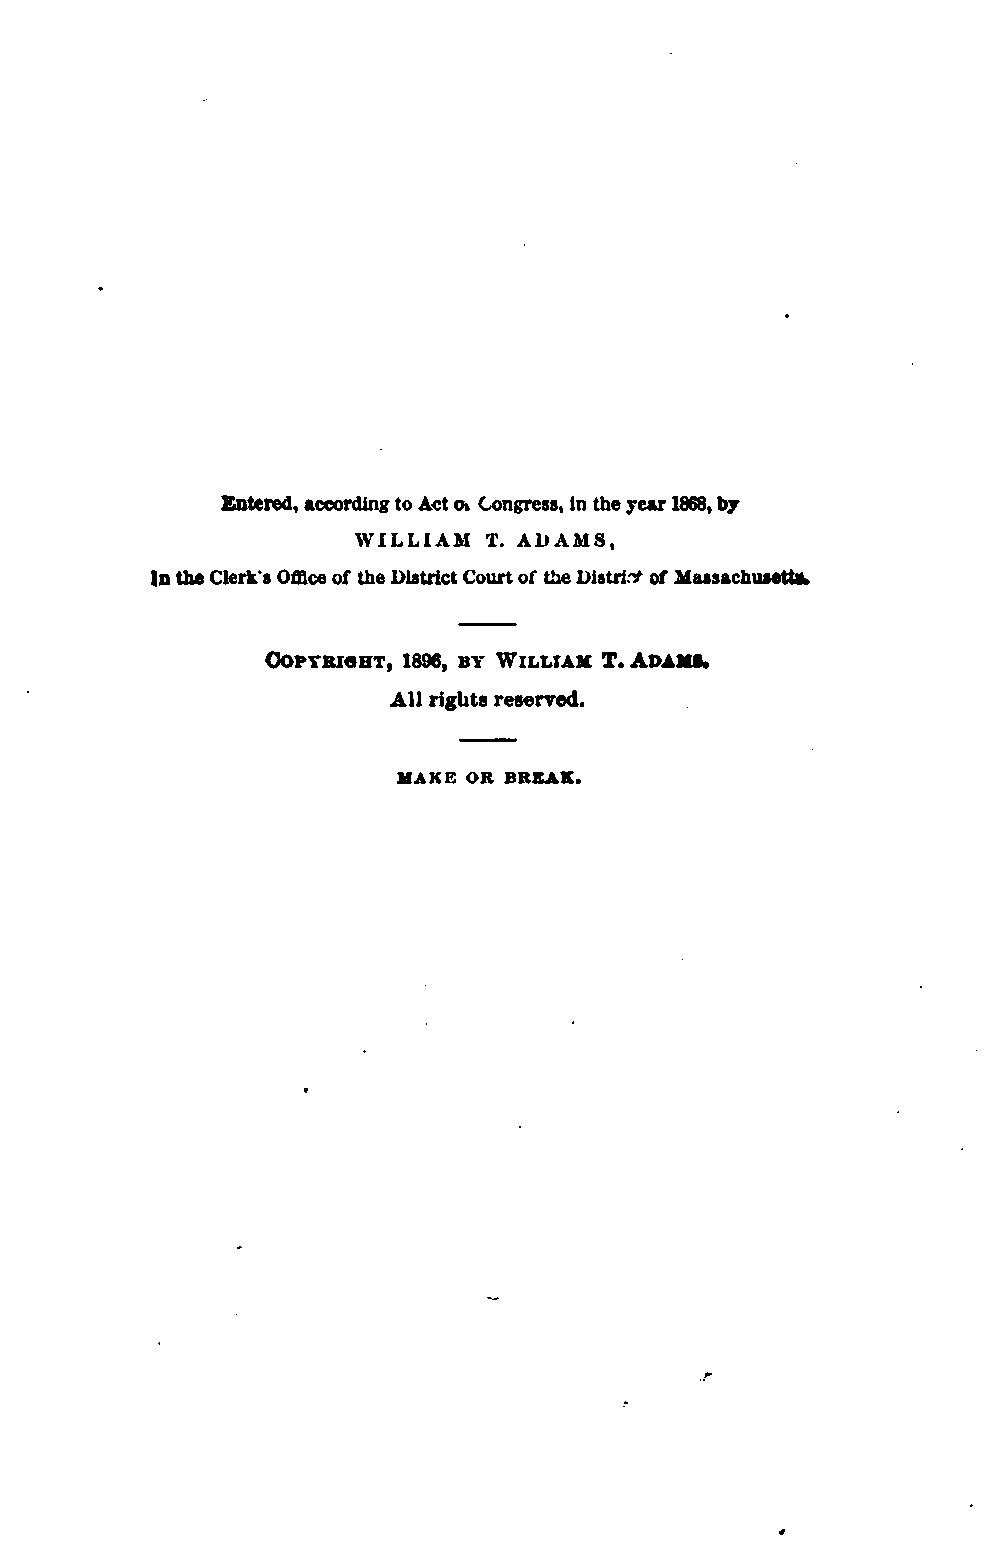 Entered, according to Act of Congress, in the year 1868, by
WILLIAM T. ADAMS,
In the Clerk's Office of the District Court of the District of Massachusetts.
COPYRIGHT, 1896, BY WILLIAM T. ADAMS.
All rights reserved.
MAKE OR BREAK.